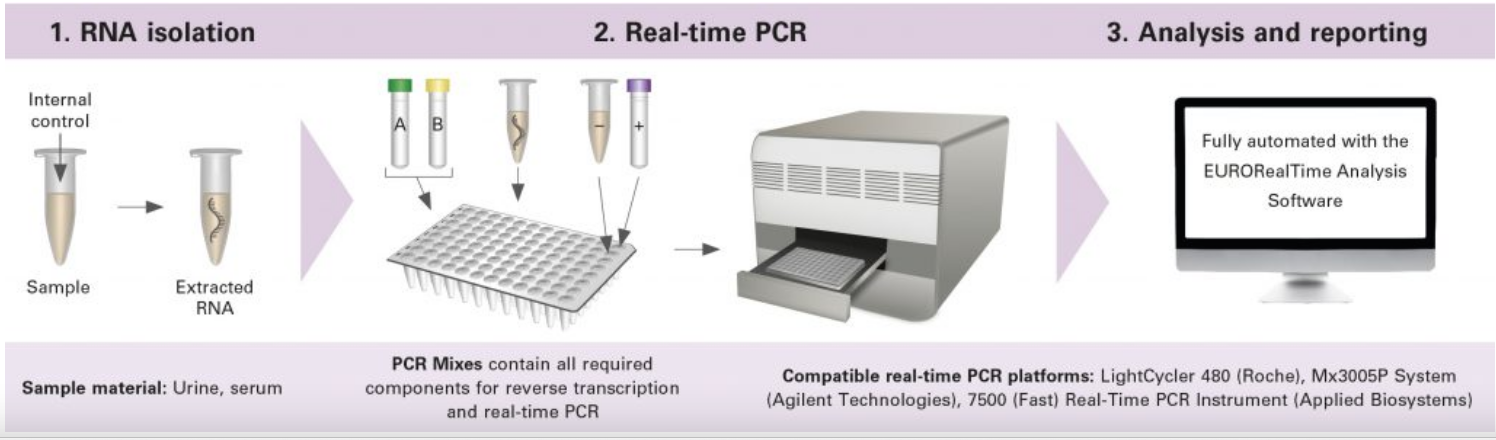 1. RNA isolation
2. Real-time PCR
3. Analysis and reporting
Internal
control
Sample
Extracted
RNA
A
B
–
+
Fully automated with the
EURORealTime Analysis
Software
Sample material: Urine, serum
PCR Mixes contain all required
components for reverse transcription
and real-time PCR
Compatible real-time PCR platforms: LightCycler 480 (Roche), Mx3005P System
(Agilent Technologies), 7500 (Fast) Real-Time PCR Instrument (Applied Biosystems)